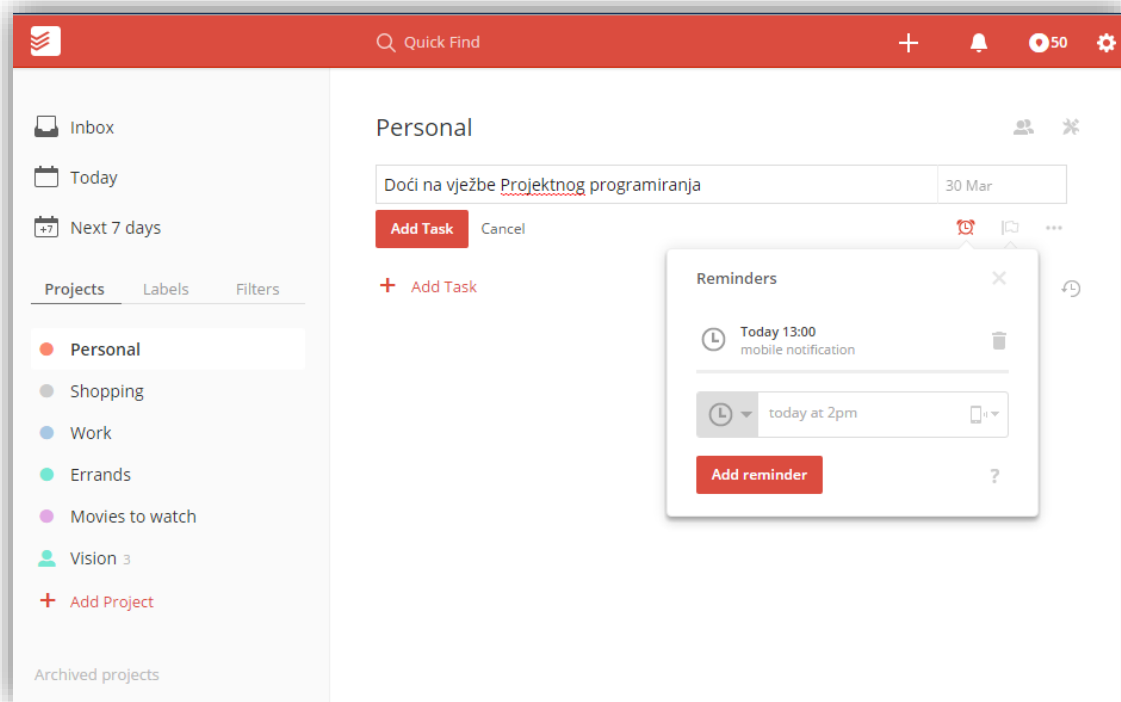 Quick Find
50
Inbox
Today
+7 Next 7 days
Projects Labels Filters
Personal
Shopping
Work
Errands
Movies to watch
Vision 3
+ Add Project
Archived projects
Personal
Doći na vježbe Projektnog programiranja 30 Mar
Add Task Cancel
+ Add Task
Reminders
Today 13:00
mobile notification
today at 2pm
Add reminder ?